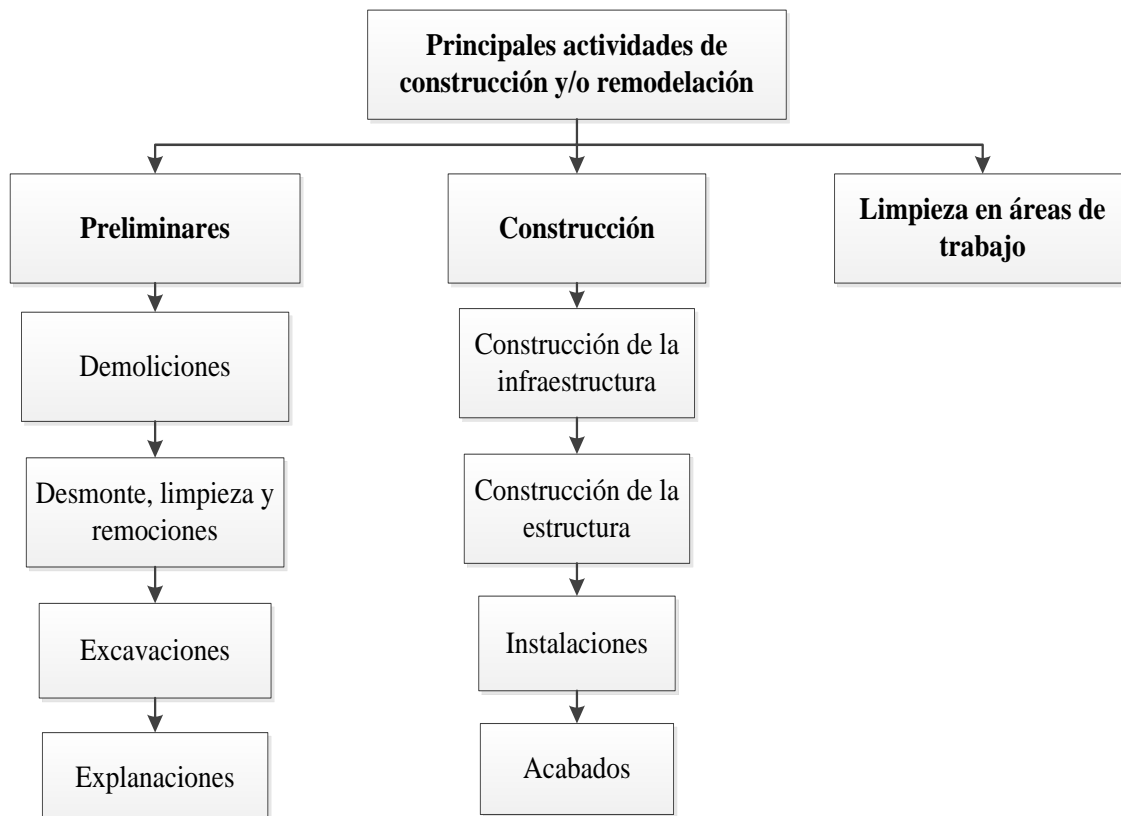 Principales actividades de
construcción y/o remodelación
Preliminares
Demoliciones
Desmonte, limpieza y
remociones
Excavaciones
Explanaciones
Construcción
Construcción de la
infraestructura
Construcción de la
estructura
Instalaciones
Acabados
Limpieza en áreas de
trabajo